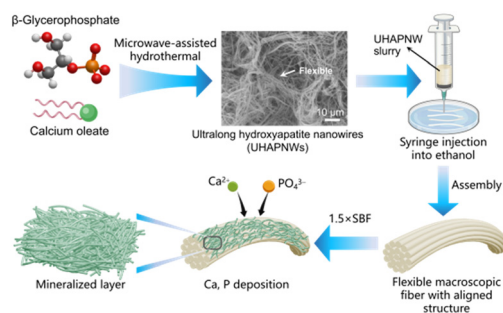 β-Glycerophosphate
Calcium oleate
Microwave-assisted
hydrothermal
Flexible
10 μm
Ultralong hydroxyapatite nanowires
(UHAPNWs)
UHAPNW
slurry
Syringe injection
into ethanol
Assembly
Flexible macroscopic
fiber with aligned
structure
1.5×SBF
Ca²⁻
PO₄³⁻
Ca, P deposition
Mineralized layer